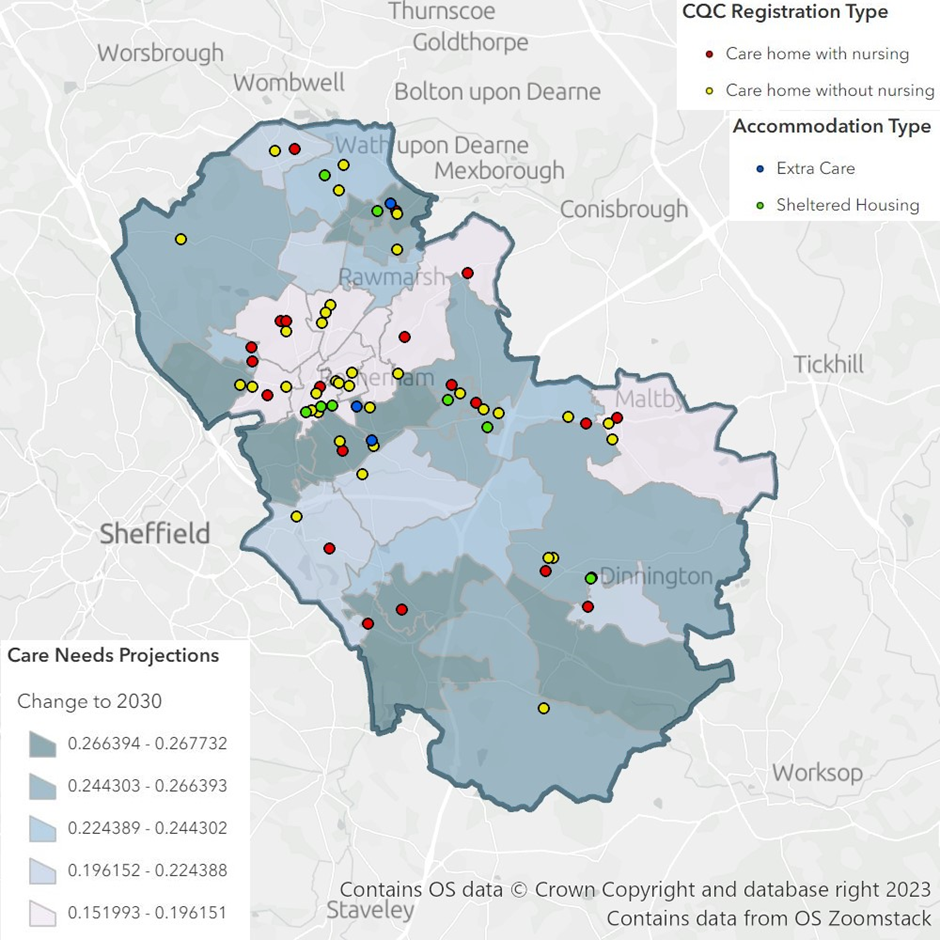 Thurnscoe
CQC Registration Type
Goldthorpe
Worsbrough
Care home with nursing
Wombwell
Bolton upon Dearne
Care home without nursing
Accommodation Type
Wath upon Dearne
Mexborough
Extra Care
Conisbrough
Sheltered Housing
Rawmarsh
Tickhill
Rotherham
Maltby
Sheffield
Dinnington
Care Needs Projections
Change to 2030
0.266394 - 0.267732
Worksop
0.244303 - 0.266393
0.224389 - 0.244302
0.196152 - 0.224388
Contains OS data © Crown Copyright and database right 2023
0.151993 - 0.196151
Staveley
Contains data from OS Zoomstack